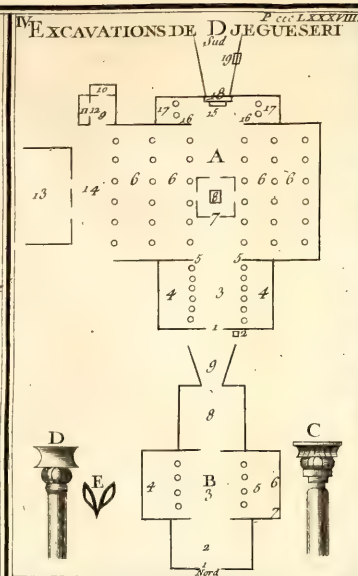 P ccc LXXXVIII
IV. EXCAVATIONS DE DJEGUESERI
Sud
19
18
10
17 15 17
11 12 9 16 16
A
13 14 6 6 8 6 6
7
5 5
4 3 4
1 2
9
8
D C
E
B
4 3 5 6
7
2
1
Nord